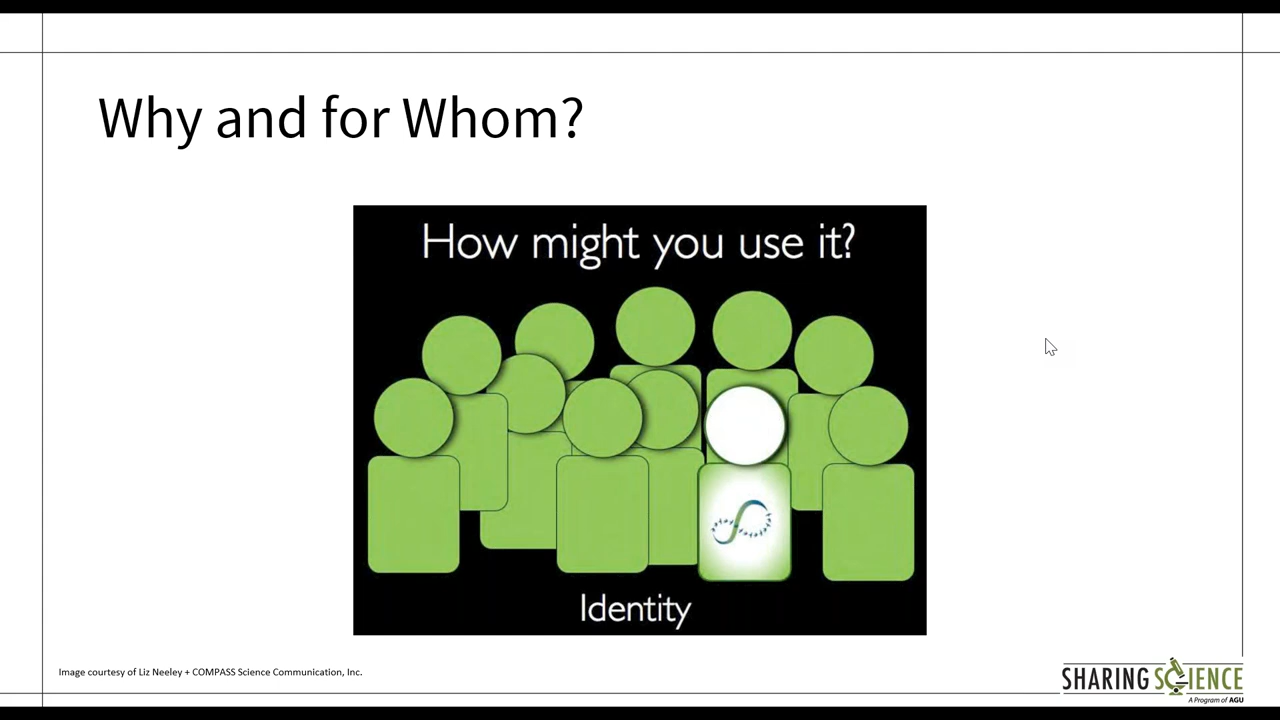 Why and for Whom?
How might you use it?
Identity
Image courtesy of Liz Neeley + COMPASS Science Communication, Inc.
SHARING SCIENCE
A Program of AGU